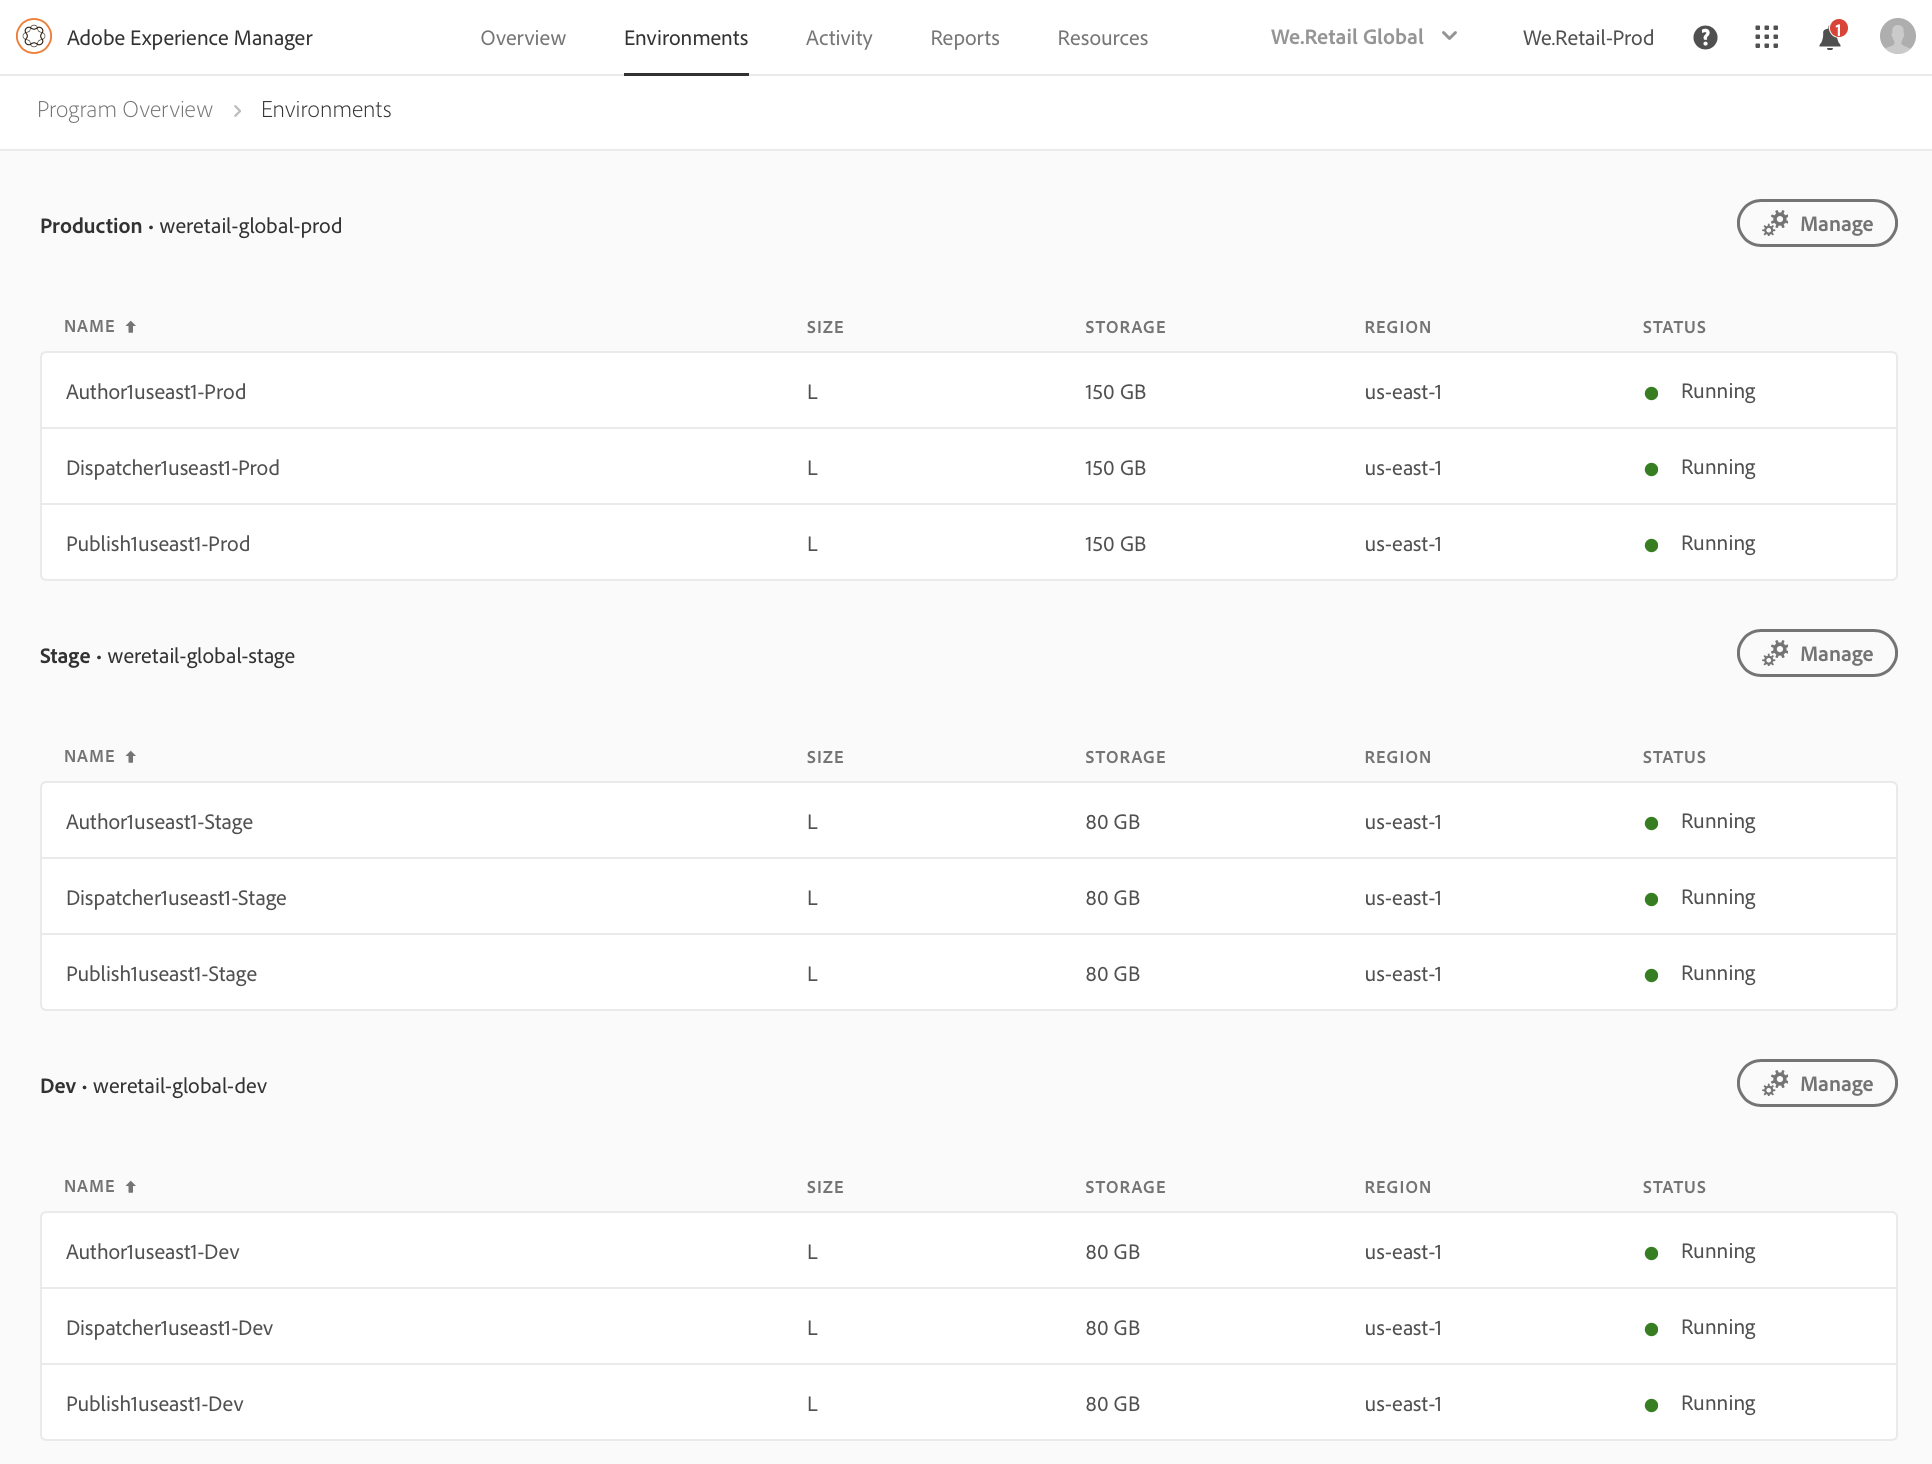 Adobe Experience Manager Overview Environments Activity Reports Resources We.Retail Global We.Retail-Prod ? 1
Program Overview > Environments
Production • weretail-global-prod Manage
NAME SIZE STORAGE REGION STATUS
Author1useast1-Prod L 150 GB us-east-1 Running
Dispatcher1useast1-Prod L 150 GB us-east-1 Running
Publish1useast1-Prod L 150 GB us-east-1 Running
Stage • weretail-global-stage Manage
NAME SIZE STORAGE REGION STATUS
Author1useast1-Stage L 80 GB us-east-1 Running
Dispatcher1useast1-Stage L 80 GB us-east-1 Running
Publish1useast1-Stage L 80 GB us-east-1 Running
Dev • weretail-global-dev Manage
NAME SIZE STORAGE REGION STATUS
Author1useast1-Dev L 80 GB us-east-1 Running
Dispatcher1useast1-Dev L 80 GB us-east-1 Running
Publish1useast1-Dev L 80 GB us-east-1 Running